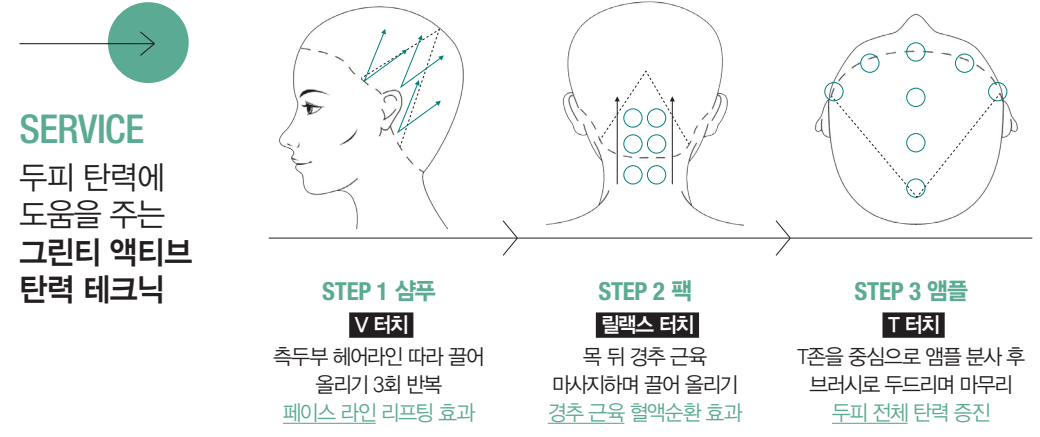 SERVICE
두피 탄력에
도움을 주는
그린티 액티브
탄력 테크닉
STEP 1 샴푸
V 터치
측두부 헤어라인 따라 끌어
올리기 3회 반복
페이스 라인 리프팅 효과
STEP 2 팩
릴랙스 터치
목 뒤 경추 근육
마사지하며 끌어 올리기
경추 근육 혈액순환 효과
STEP 3 앰플
T 터치
T존을 중심으로 앰플 분사 후
브러시로 두드리며 마무리
두피 전체 탄력 증진